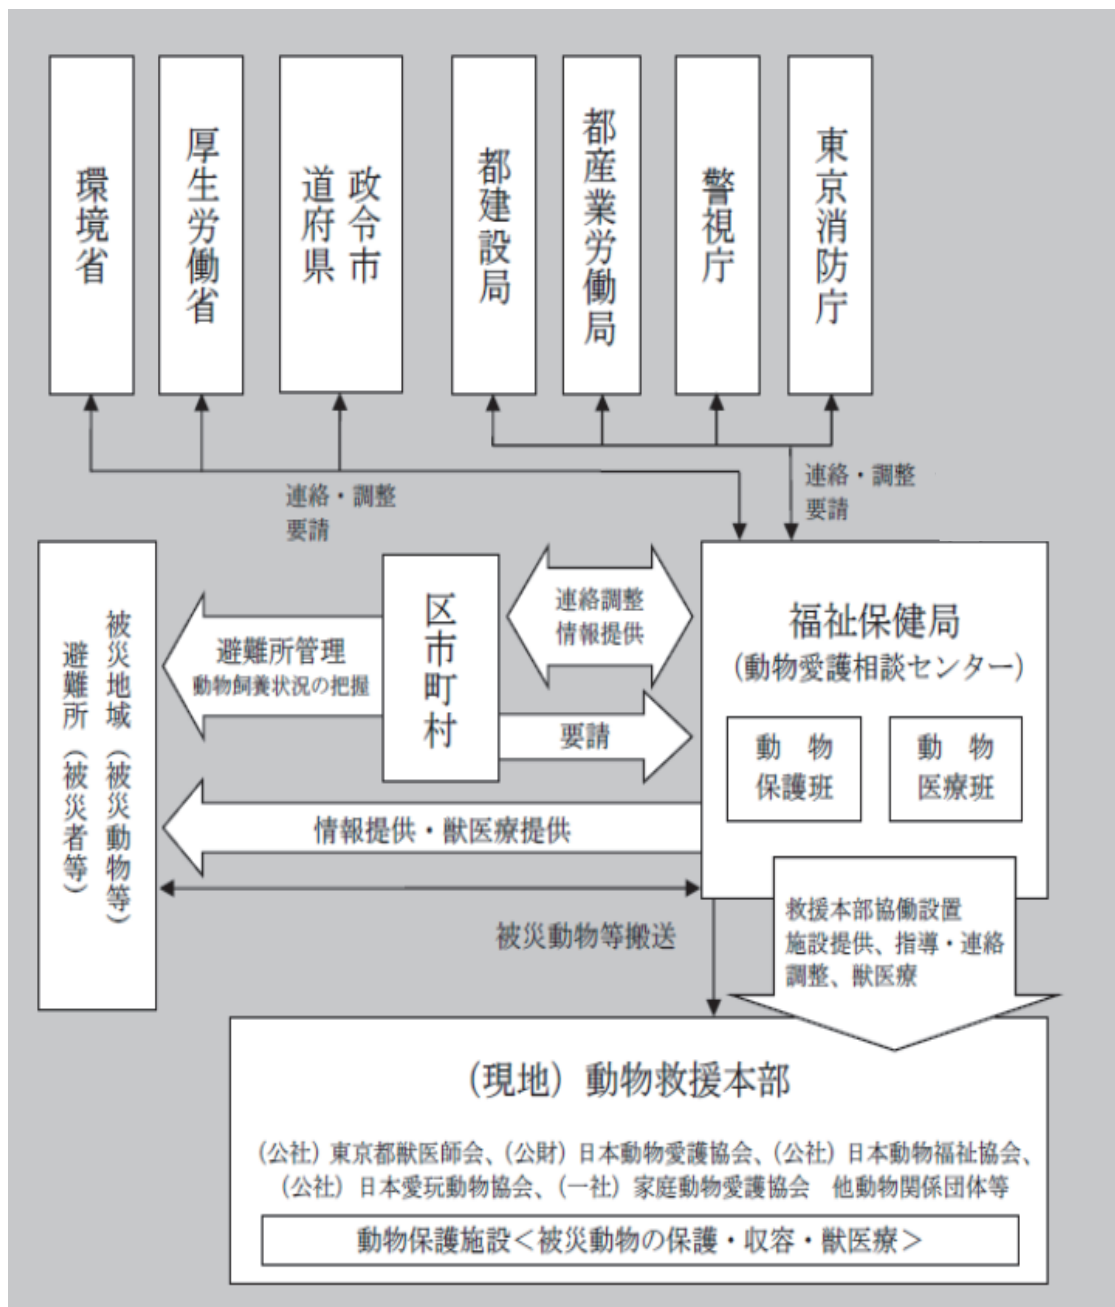 環境省
厚生労働省
政令市
道府県
都建設局
都産業労働局
警視庁
東京消防庁
連絡・調整
要請
連絡・調整
要請
被災地域（被災動物等）
避難所（被災者等）
避難所管理
動物飼養状況の把握
区市町村
連絡調整
情報提供
要請
福祉保健局
（動物愛護相談センター）
動　物
保護班
動　物
医療班
情報提供・獣医療提供
被災動物等搬送
救援本部協働設置
施設提供、指導・連絡
調整、獣医療
（現地）動物救援本部
（公社）東京都獣医師会、（公財）日本動物愛護協会、（公社）日本動物福祉協会、
（公社）日本愛玩動物協会、（一社）家庭動物愛護協会　他動物関係団体等
動物保護施設＜被災動物の保護・収容・獣医療＞